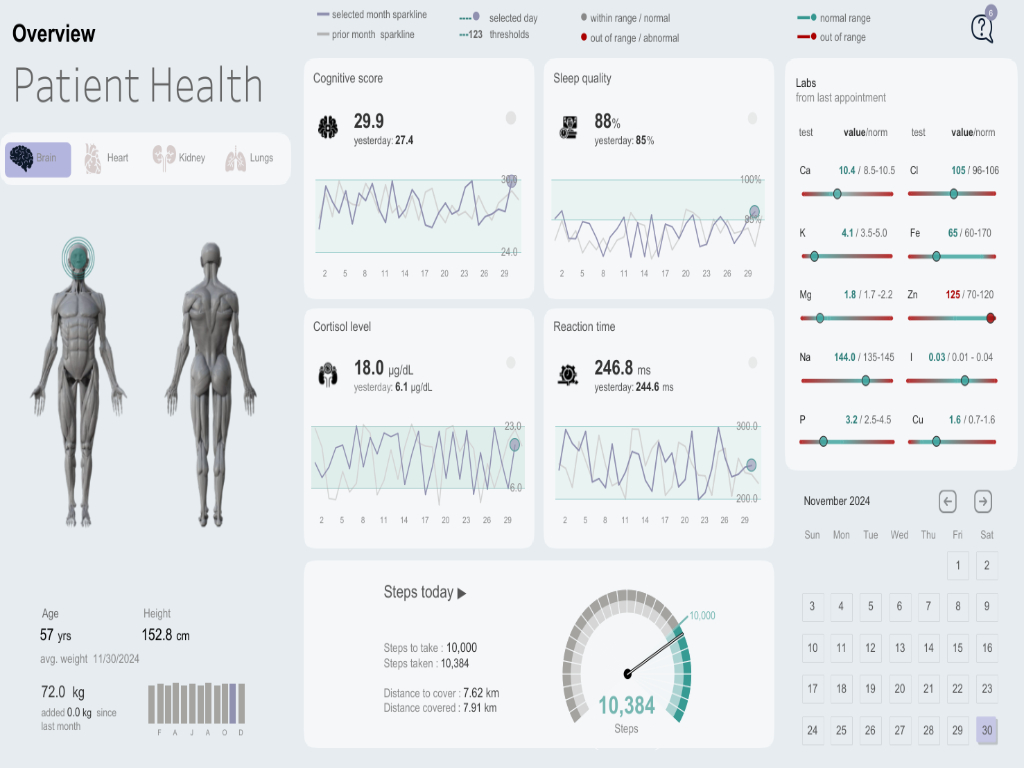 Overview
Patient Health
Brain
Heart
Kidney
Lungs
selected month sparkline
prior month sparkline
selected day
123 thresholds
within range / normal
out of range / abnormal
normal range
out of range
6
?
Cognitive score
29.9
yesterday: 27.4
24.0
2 5 8 11 14 17 20 23 26 29
Sleep quality
88%
yesterday: 85%
100%
2 5 8 11 14 17 20 23 26 29
Cortisol level
18.0 µg/dL
yesterday: 6.1 µg/dL
23.0
6.0
2 5 8 11 14 17 20 23 26 29
Reaction time
246.8 ms
yesterday: 244.6 ms
300.0
200.0
2 5 8 11 14 17 20 23 26 29
Labs
from last appointment
test value/norm test value/norm
Ca 10.4 / 8.5-10.5 Cl 105 / 96-106
K 4.1 / 3.5-5.0 Fe 65 / 60-170
Mg 1.8 / 1.7 -2.2 Zn 125 / 70-120
Na 144.0 / 135-145 I 0.03 / 0.01 - 0.04
P 3.2 / 2.5-4.5 Cu 1.6 / 0.7-1.6
Age
57 yrs
Height
152.8 cm
avg. weight 11/30/2024
72.0 kg
added 0.0 kg since
last month
F A J A O D
Steps today
Steps to take : 10,000
Steps taken : 10,384
Distance to cover : 7.62 km
Distance covered : 7.91 km
10,000
10,384
Steps
November 2024
Sun Mon Tue Wed Thu Fri Sat
1 2
3 4 5 6 7 8 9
10 11 12 13 14 15 16
17 18 19 20 21 22 23
24 25 26 27 28 29 30